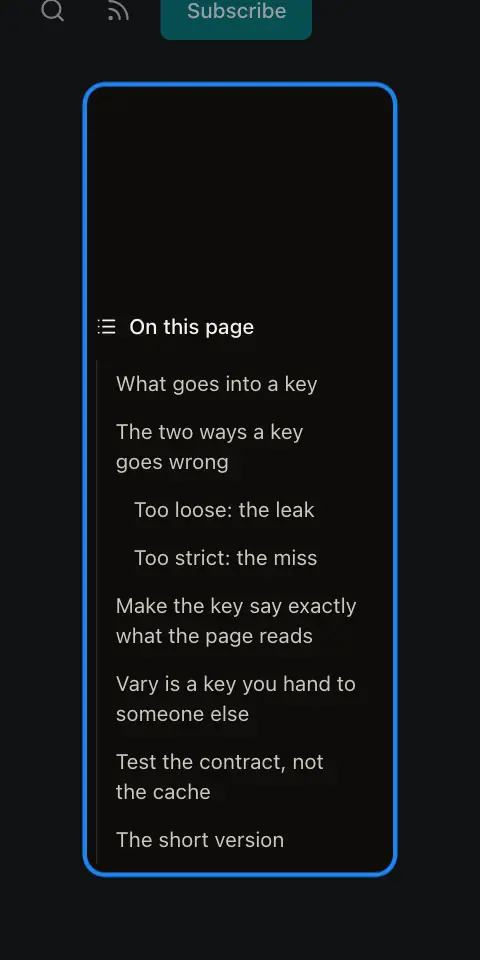 Subscribe
On this page
What goes into a key
The two ways a key
goes wrong
Too loose: the leak
Too strict: the miss
Make the key say exactly
what the page reads
Vary is a key you hand to
someone else
Test the contract, not
the cache
The short version